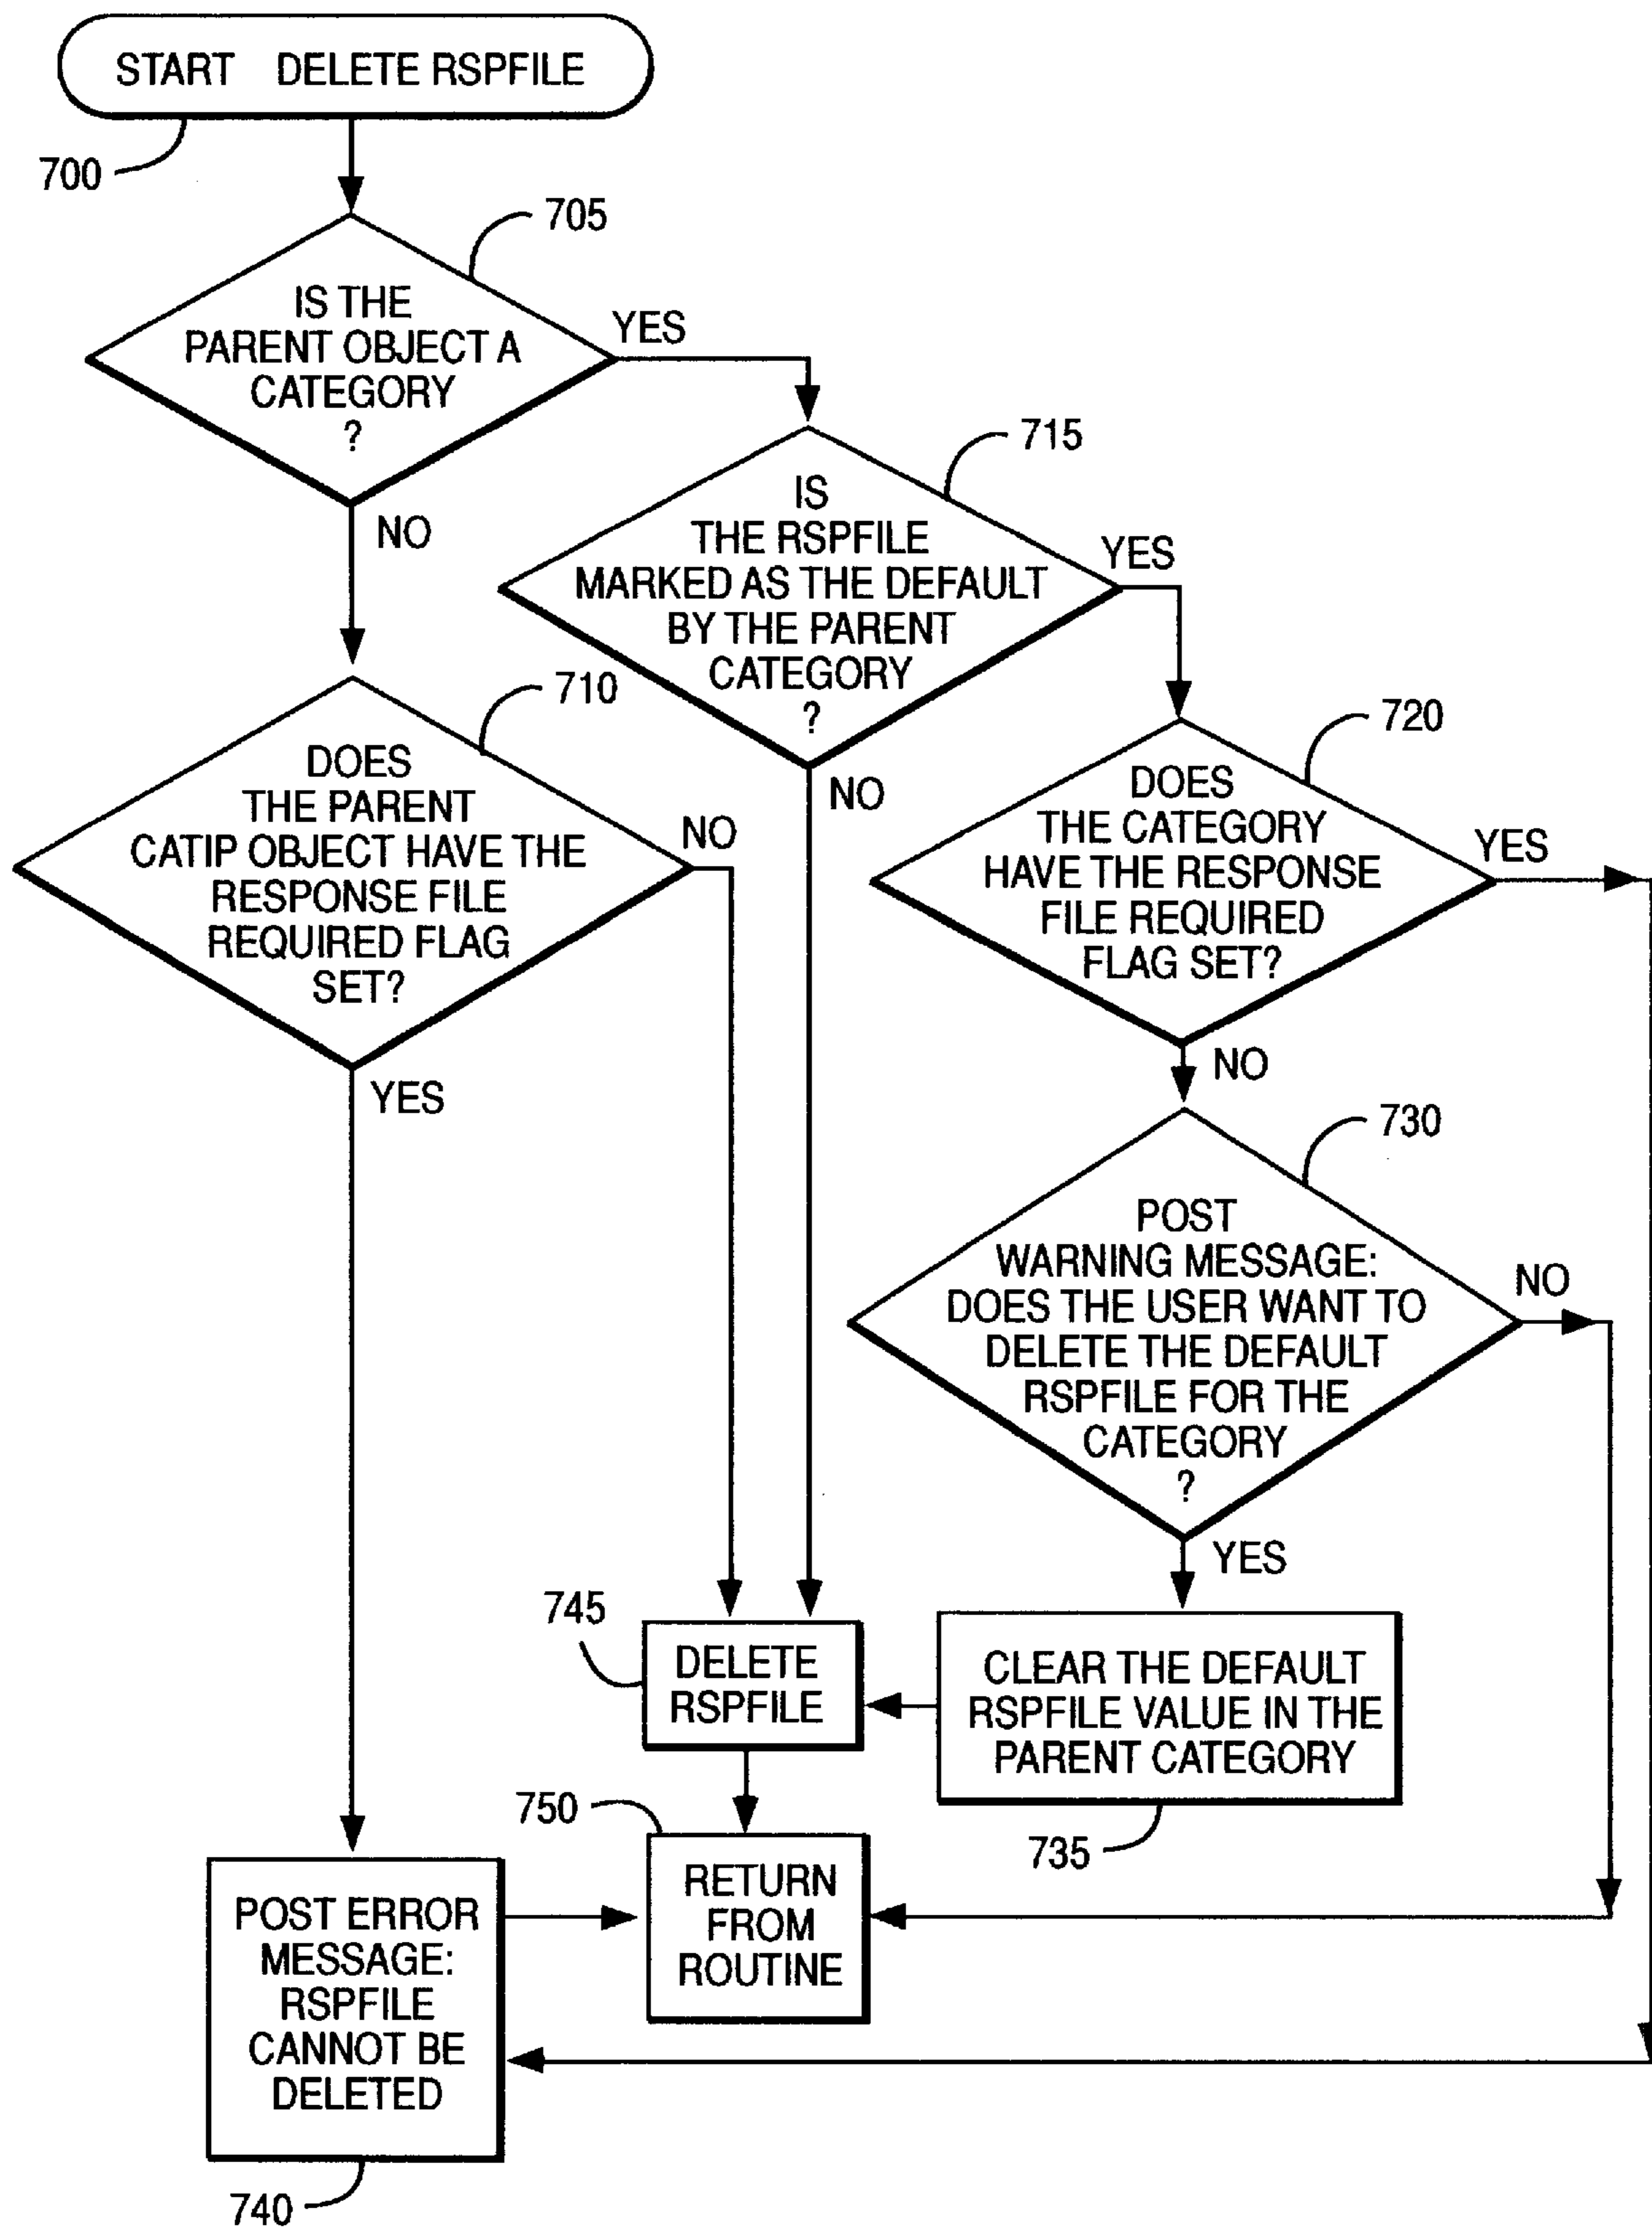 START DELETE RSPFILE
700
705
IS THE
PARENT OBJECT A
CATEGORY
?
YES
NO
715
IS
THE RSPFILE
MARKED AS THE DEFAULT
BY THE PARENT
CATEGORY
?
YES
NO
710
DOES
THE PARENT
CATIP OBJECT HAVE THE
RESPONSE FILE
REQUIRED FLAG
SET?
NO
YES
720
DOES
THE CATEGORY
HAVE THE RESPONSE
FILE REQUIRED
FLAG SET?
YES
NO
730
POST
WARNING MESSAGE:
DOES THE USER WANT TO
DELETE THE DEFAULT
RSPFILE FOR THE
CATEGORY
?
NO
YES
745
DELETE
RSPFILE
CLEAR THE DEFAULT
RSPFILE VALUE IN THE
PARENT CATEGORY
735
750
RETURN
FROM
ROUTINE
POST ERROR
MESSAGE:
RSPFILE
CANNOT BE
DELETED
740